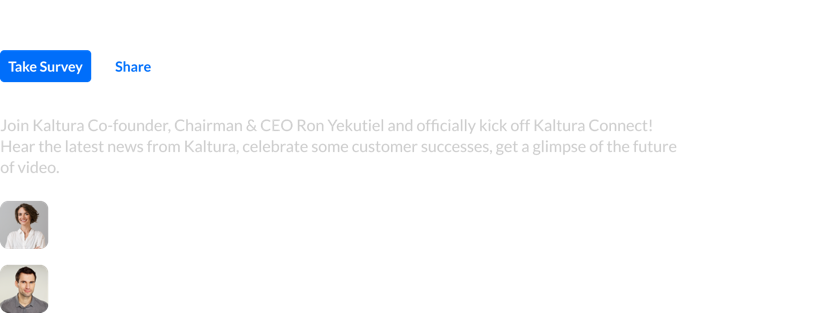 Take Survey
Share
Join Kaltura Co-founder, Chairman & CEO Ron Yekutiel and officially kick off Kaltura Connect!
Hear the latest news from Kaltura, celebrate some customer successes, get a glimpse of the future
of video.